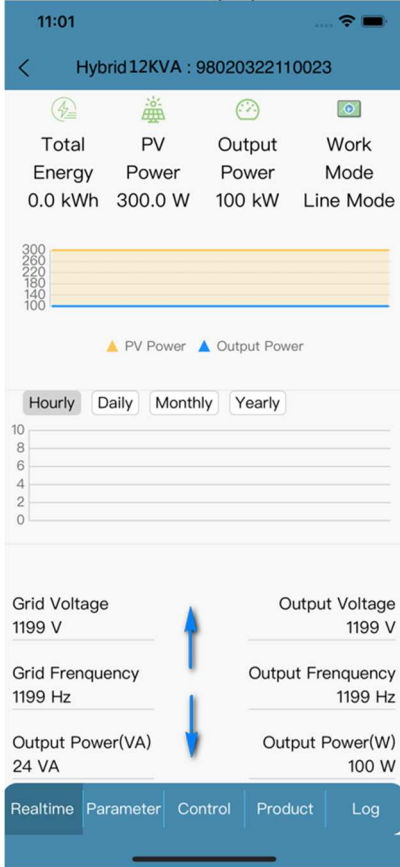 11:01
Hybrid 12KVA : 98020322110023
Total Energy 0.0 kWh
PV Power 300.0 W
Output Power 100 kW
Work Mode Line Mode
300
260
220
180
140
100
PV Power Output Power
Hourly Daily Monthly Yearly
10
8
6
4
2
0
Grid Voltage Output Voltage
1199 V 1199 V
Grid Frenquency Output Frenquency
1199 Hz 1199 Hz
Output Power(VA) Output Power(W)
24 VA 100 W
Realtime Parameter Control Product Log